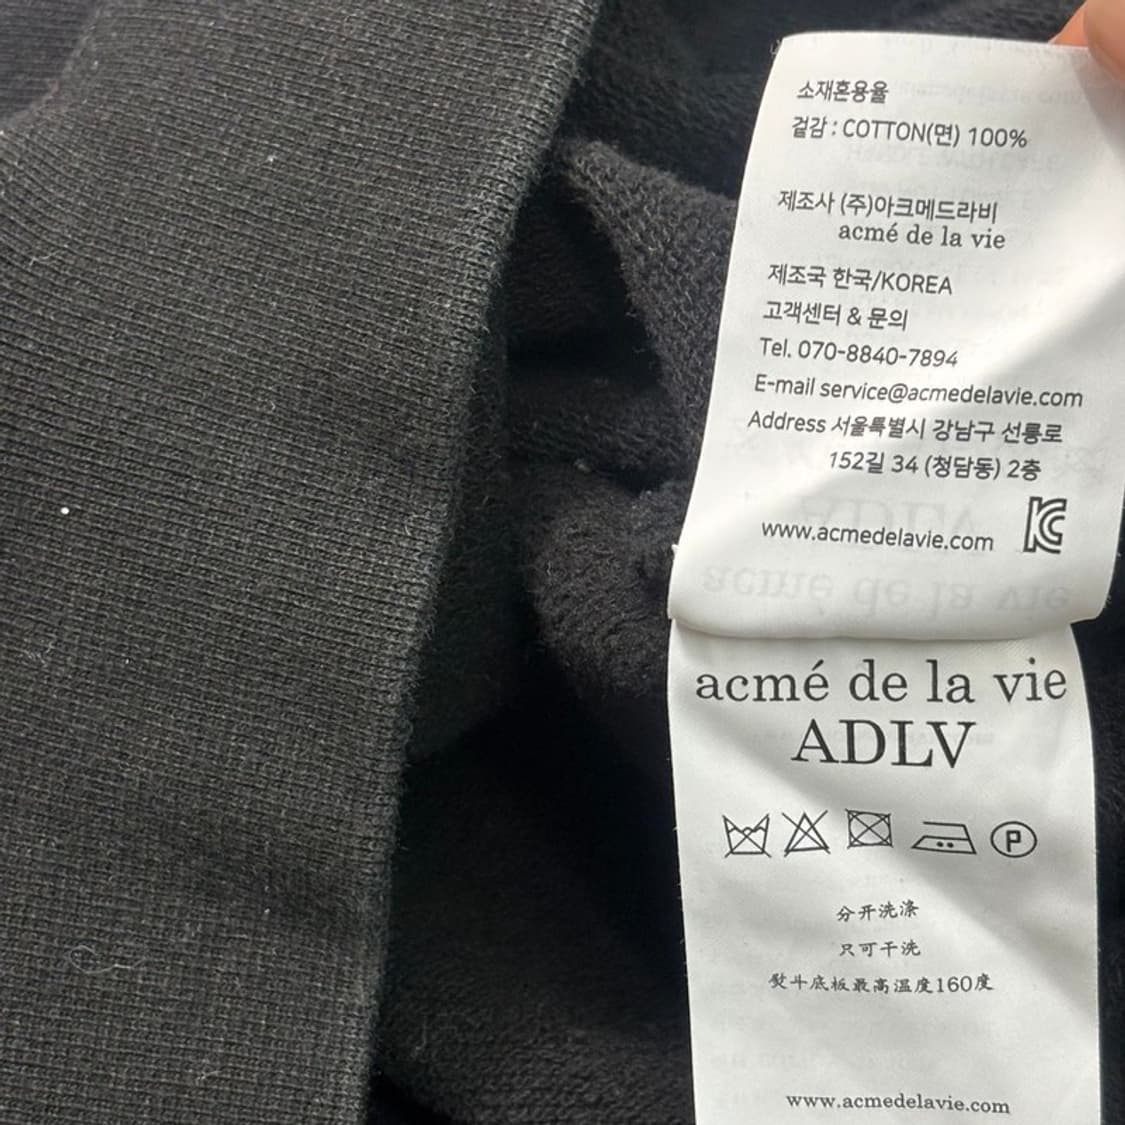 소재혼용율
겉감 : COTTON(면) 100%
제조사 (주)아크메드라비
acmé de la vie
제조국 한국/KOREA
고객센터 & 문의
Tel. 070-8840-7894
E-mail service@acmedelavie.com
Address 서울특별시 강남구 선릉로
152길 34 (청담동) 2층
www.acmedelavie.com
acmé de la vie
ADLV
P
分开洗涤
只可干洗
熨斗底板最高温度160度
www.acmedelavie.com